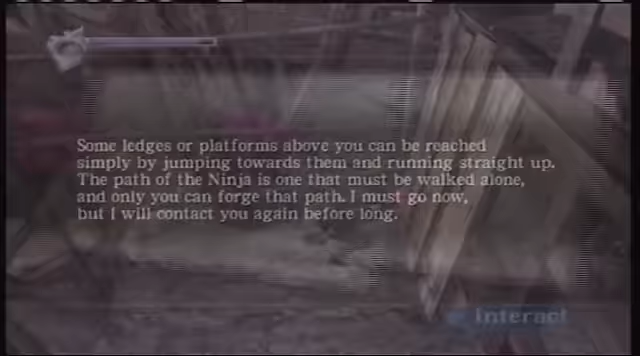 Some ledges or platforms above you can be reached
simply by jumping towards them and running straight up.
The path of the Ninja is one that must be walked alone,
and only you can forge that path. I must go now,
but I will contact you again before long.
Interact